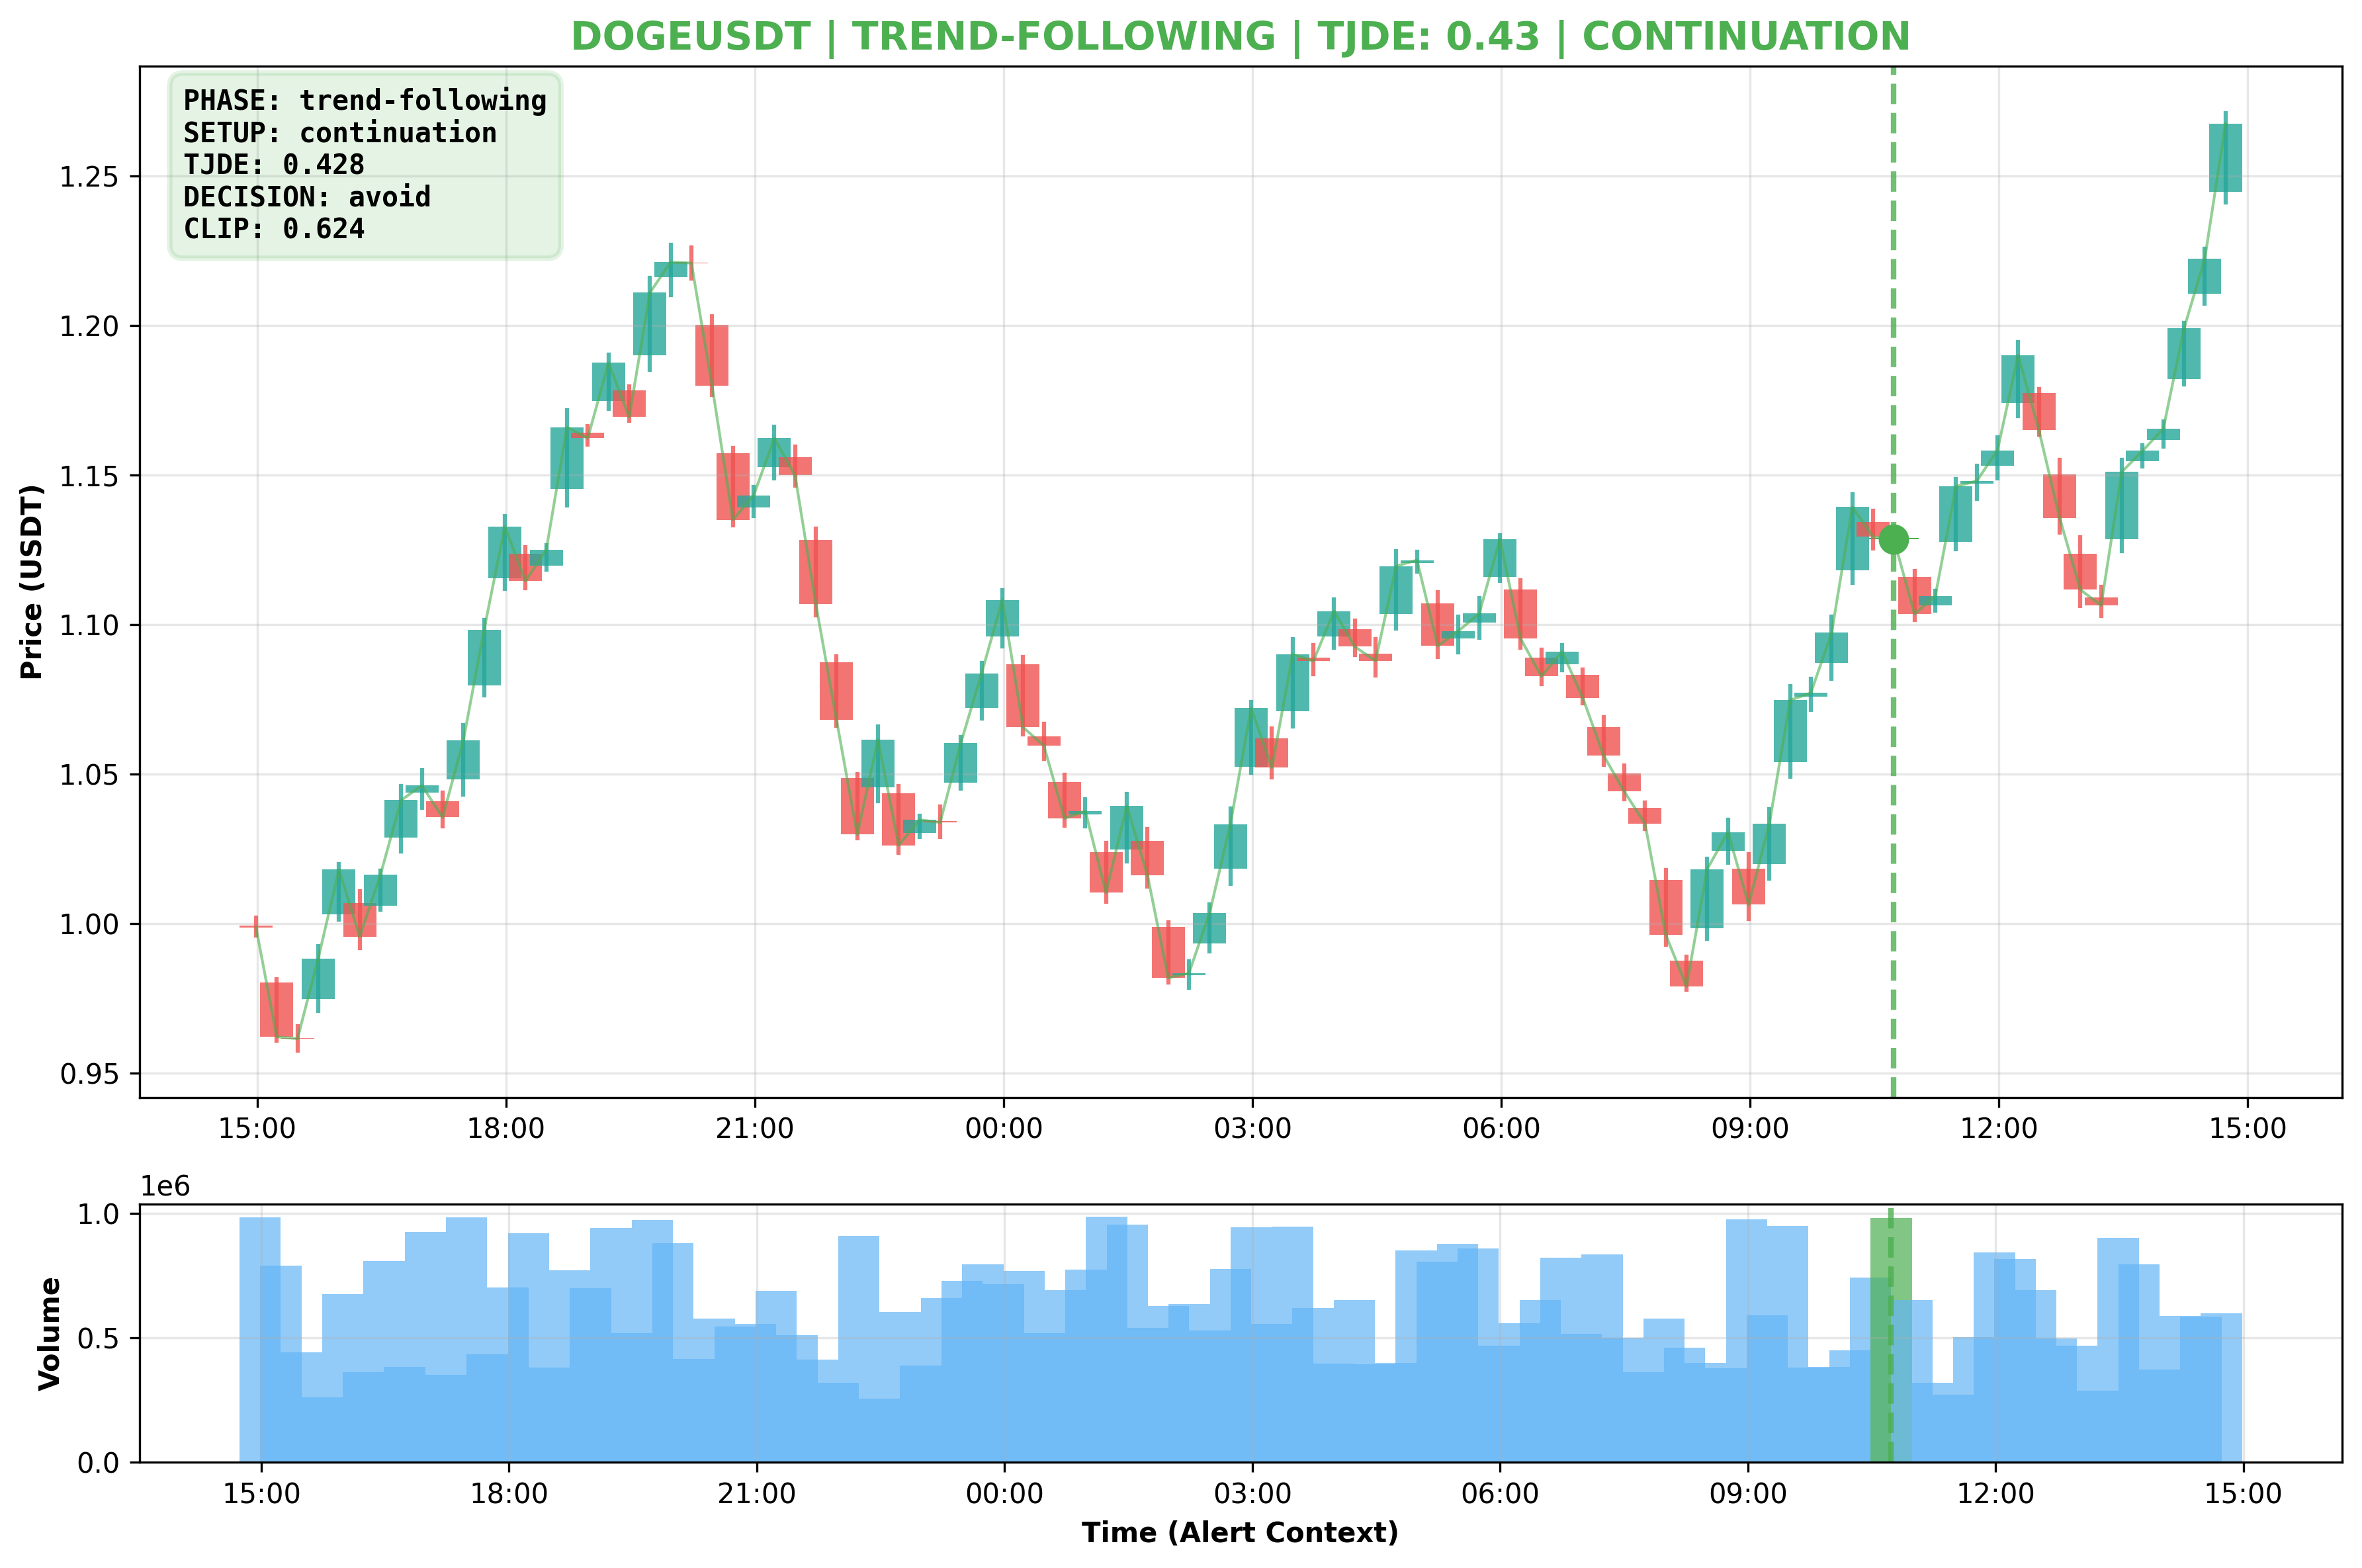 DOGEUSDT | TREND-FOLLOWING | TJDE: 0.43 | CONTINUATION
PHASE: trend-following
SETUP: continuation
TJDE: 0.428
DECISION: avoid
CLIP: 0.624
Price (USDT)
1.25
1.20
1.15
1.10
1.05
1.00
0.95
15:00 18:00 21:00 00:00 03:00 06:00 09:00 12:00 15:00
1e6
Volume
1.0
0.5
0.0
15:00 18:00 21:00 00:00 03:00 06:00 09:00 12:00 15:00
Time (Alert Context)